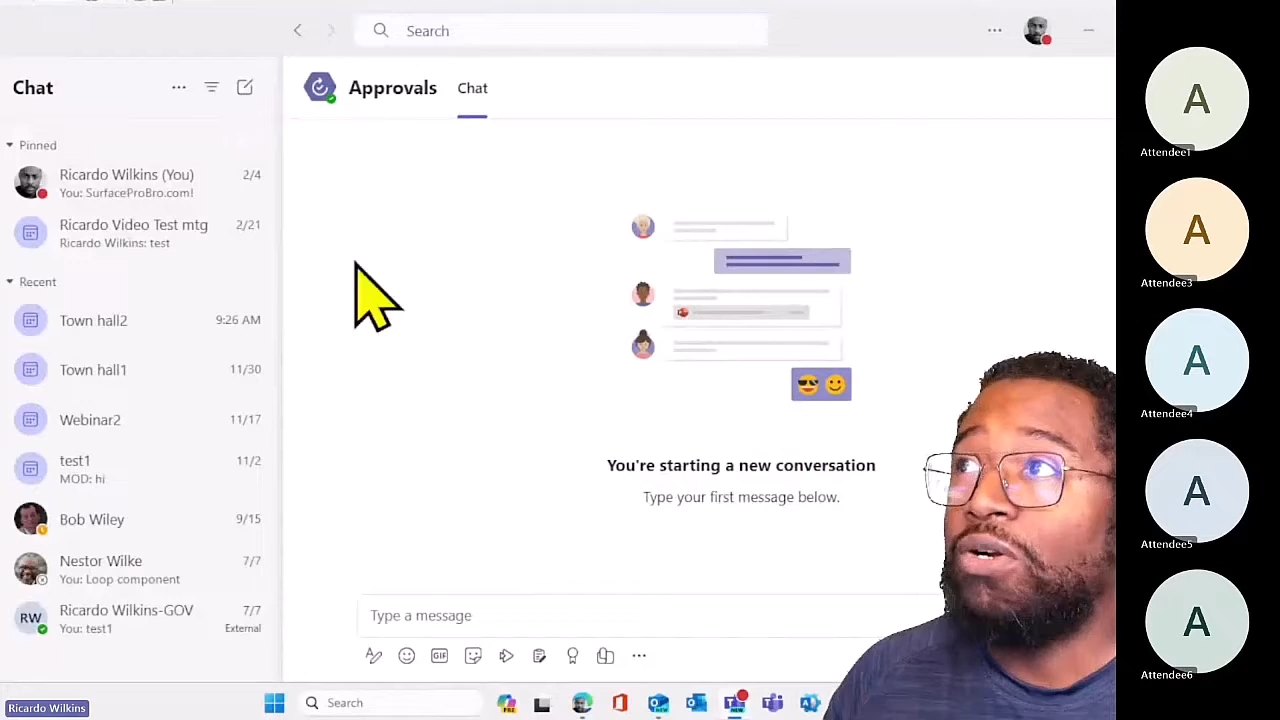 Search
Chat
Approvals
Chat
Pinned
Ricardo Wilkins (You)
2/4
You: SurfaceProBro.com!
Ricardo Video Test mtg
2/21
Ricardo Wilkins: test
Recent
Town hall2
9:26 AM
Town hall1
11/30
Webinar2
11/17
test1
11/2
MOD: hi
Bob Wiley
9/15
Nestor Wilke
7/7
You: Loop component
RW
Ricardo Wilkins-GOV
7/7
You: test1
External
You're starting a new conversation
Type your first message below.
Type a message
GIF
Search
PRE
NEW
NEW
Ricardo Wilkins
A
Attendee1
A
Attendee3
A
Attendee4
A
Attendee5
A
Attendee6